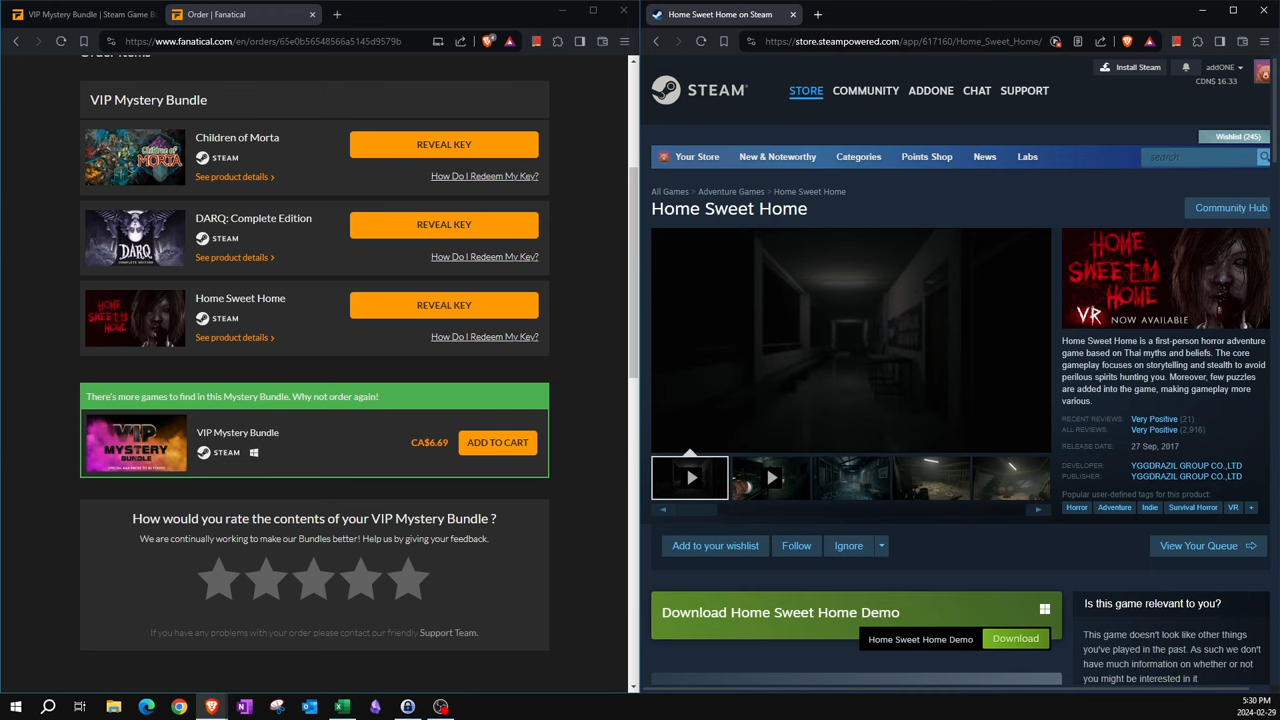 VIP Mystery Bundle | Steam Game B
Order | Fanatical
https://www.fanatical.com/en/orders/65e0b56548566a5145d9579b
Order Items
VIP Mystery Bundle
CHILDREN OF MORTA
Children of Morta
STEAM
See product details >
REVEAL KEY
How Do I Redeem My Key?
DARQ
COMPLETE EDITION
DARQ: Complete Edition
STEAM
See product details >
REVEAL KEY
How Do I Redeem My Key?
HOME SWEET HOME
Home Sweet Home
STEAM
See product details >
REVEAL KEY
How Do I Redeem My Key?
There's more games to find in this Mystery Bundle. Why not order again!
VIP
MYSTERY
BUNDLE
VIP Mystery Bundle
STEAM
CA$6.69
ADD TO CART
How would you rate the contents of your VIP Mystery Bundle ?
We are continually working to make our Bundles better! Help us by giving your feedback.
If you have any problems with your order please contact our friendly Support Team.
Home Sweet Home on Steam
https://store.steampowered.com/app/617160/Home_Sweet_Home/
Install Steam
addONE
CDN$ 16.33
STEAM®
STORE COMMUNITY ADDONE CHAT SUPPORT
Wishlist (245)
Your Store New & Noteworthy Categories Points Shop News Labs
search
All Games > Adventure Games > Home Sweet Home
Home Sweet Home
Community Hub
HOME
SWEET
HOME
VR NOW AVAILABLE
Home Sweet Home is a first-person horror adventure
game based on Thai myths and beliefs. The core
gameplay focuses on storytelling and stealth to avoid
perilous spirits hunting you. Moreover, few puzzles
are added into the game, making gameplay more
various.
RECENT REVIEWS: Very Positive (21)
ALL REVIEWS: Very Positive (2,916)
RELEASE DATE: 27 Sep, 2017
DEVELOPER: YGGDRAZIL GROUP CO.,LTD
PUBLISHER: YGGDRAZIL GROUP CO.,LTD
Popular user-defined tags for this product:
Horror Adventure Indie Survival Horror VR +
Add to your wishlist
Follow
Ignore
View Your Queue
Download Home Sweet Home Demo
Home Sweet Home Demo
Download
Is this game relevant to you?
This game doesn't look like other things
you've played in the past. As such we don't
have much information on whether or not
you might be interested in it
5:30 PM
2024-02-29